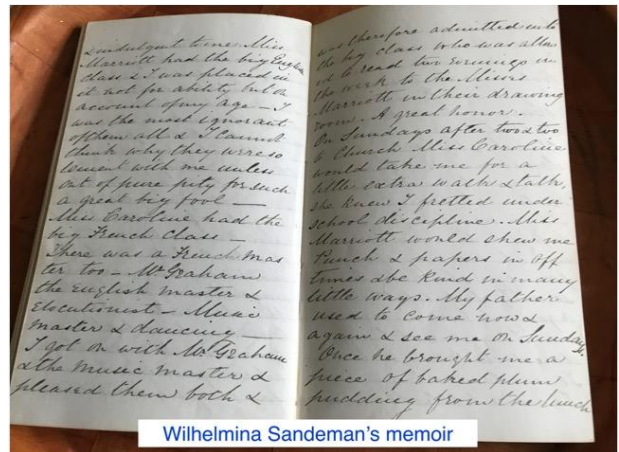 & indulgent to me. Miss
Marriott had the big English
class & I was placed in
it not for ability but on
account of my age — I
was the most ignorant
of them all & I cannot
think why they were so
lenient with me unless
out of pure pity for such
a great big fool —
Miss Caroline had the
big French class —
There was a French mas
ter too — Mr Graham
the English master &
Elocutionist — Music
master & dancing —
I got on with Mr Graham
& the music master &
pleased them both &
was therefore admitted into
the big class who was allow
ed to read two evenings in
the week to the Misses
Marriott in their drawing
room. A great honor.
On Sundays after two & two
to Church Miss Caroline
would take me for a
little extra walk & talk,
she knew I fretted under
school discipline. Miss
Marriott would shew me
Punch & papers in off
times & be kind in many
little ways. My father
used to come now &
again & see me on Sundays.
Once he brought me a
piece of baked plum
pudding from the lunch
Wilhelmina Sandeman's memoir